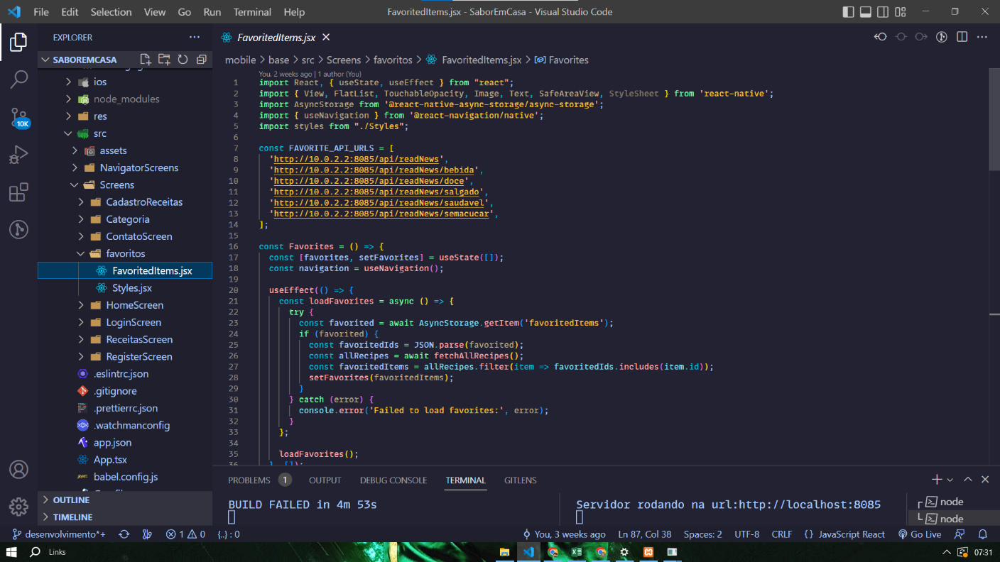 File Edit Selection View Go Run Terminal Help
FavoritedItems.jsx - SaborEmCasa - Visual Studio Code
EXPLORER
SABOREMCASA
ios
node_modules
res
src
assets
NavigatorScreens
Screens
CadastroReceitas
Categoria
ContatoScreen
favoritos
FavoritedItems.jsx
Styles.jsx
HomeScreen
LoginScreen
ReceitasScreen
RegisterScreen
.eslintrc.json
.gitignore
.prettierrc.json
.watchmanconfig
app.json
App.tsx
babel.config.js
OUTLINE
TIMELINE
10K
FavoritedItems.jsx
mobile > base > src > Screens > favoritos > FavoritedItems.jsx > Favorites
You, 2 weeks ago | 1 author (You)
1 import React, { useState, useEffect } from "react";
2 import { View, FlatList, TouchableOpacity, Image, Text, SafeAreaView, StyleSheet } from 'react-native';
3 import AsyncStorage from '@react-native-async-storage/async-storage';
4 import { useNavigation } from '@react-navigation/native';
5 import styles from "./Styles";
6
7 const FAVORITE_API_URLS = [
8 'http://10.0.2.2:8085/api/readNews',
9 'http://10.0.2.2:8085/api/readNews/bebida',
10 'http://10.0.2.2:8085/api/readNews/doce',
11 'http://10.0.2.2:8085/api/readNews/salgado',
12 'http://10.0.2.2:8085/api/readNews/saudavel',
13 'http://10.0.2.2:8085/api/readNews/semacucar',
14 ];
15
16 const Favorites = () => {
17 const [favorites, setFavorites] = useState([]);
18 const navigation = useNavigation();
19
20 useEffect(() => {
21 const loadFavorites = async () => {
22 try {
23 const favorited = await AsyncStorage.getItem('favoritedItems');
24 if (favorited) {
25 const favoritedIds = JSON.parse(favorited);
26 const allRecipes = await fetchAllRecipes();
27 const favoritedItems = allRecipes.filter(item => favoritedIds.includes(item.id));
28 setFavorites(favoritedItems);
29 }
30 } catch (error) {
31 console.error('Failed to load favorites:', error);
32 }
33 };
34
35 loadFavorites();
36 }, []);
PROBLEMS 1 OUTPUT DEBUG CONSOLE TERMINAL GITLENS
BUILD FAILED in 4m 53s
Servidor rodando na url:http://localhost:8085
node
node
desenvolvimento*+ 1 0 {..} : 0
You, 3 weeks ago Ln 87, Col 38 Spaces: 2 UTF-8 CRLF {} JavaScript React Go Live
Links
07:31